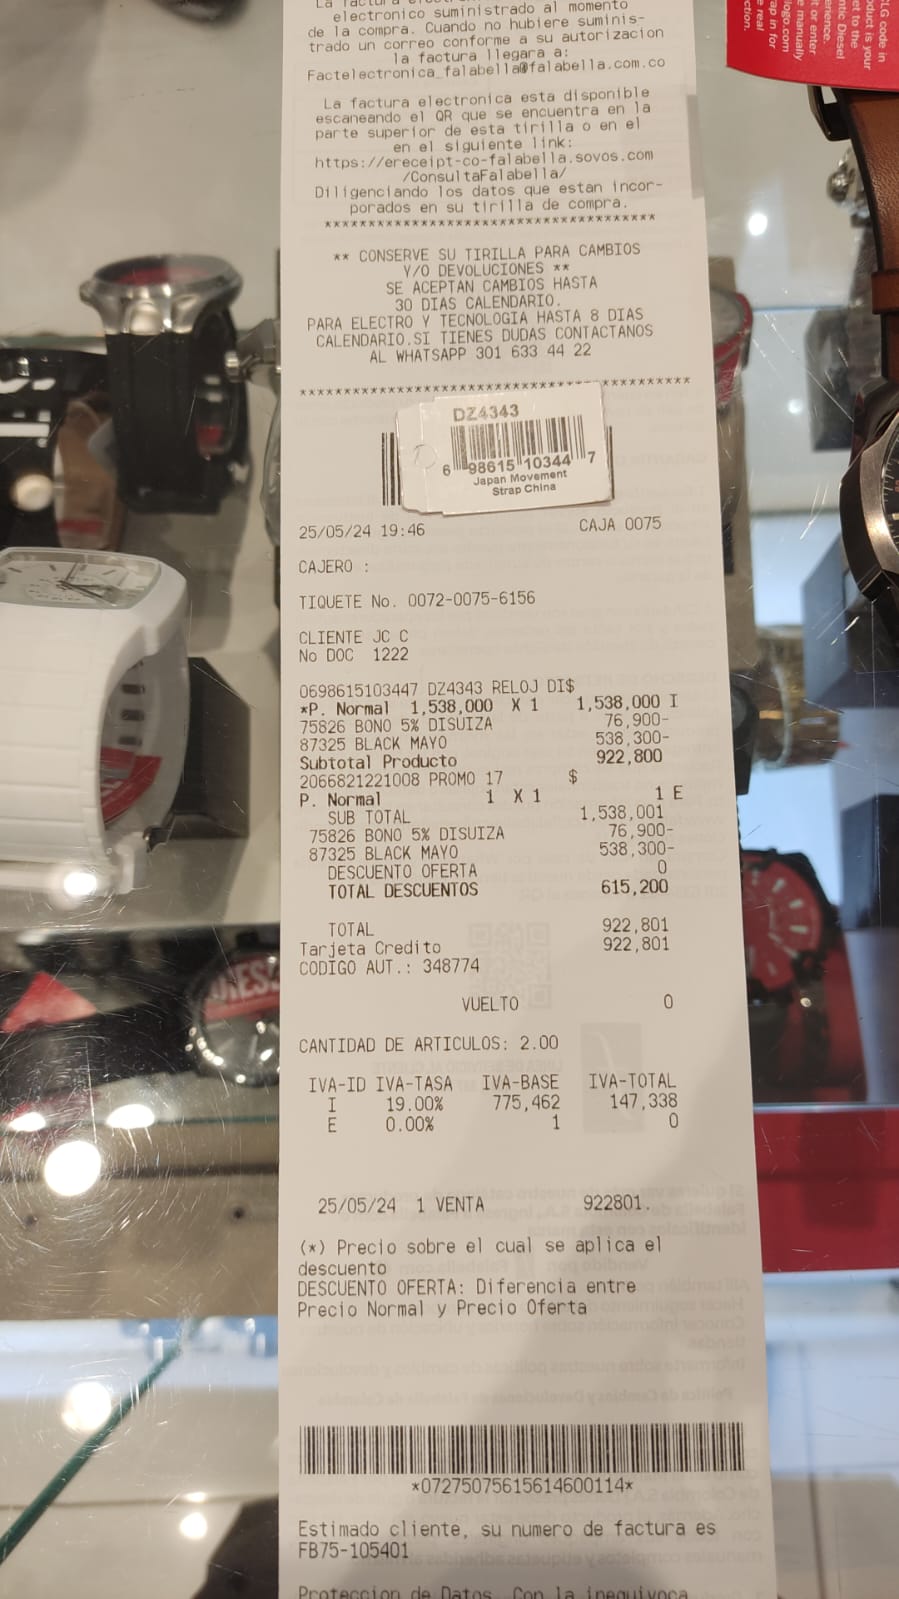 electronico suministrado al momento
de la compra. Cuando no hubiere suminis-
trado un correo conforme a su autorizacion
la factura llegara a:
Factelectronica_falabella@falabella.com.co
La factura electronica esta disponible
escaneando el QR que se encuentra en la
parte superior de esta tirilla o en el
en el siguiente link:
https://ereceipt-co-falabella.sovos.com
/ConsultaFalabella/
Diligenciando los datos que estan incor-
porados en su tirilla de compra.
****************************************
** CONSERVE SU TIRILLA PARA CAMBIOS
Y/O DEVOLUCIONES **
SE ACEPTAN CAMBIOS HASTA
30 DIAS CALENDARIO.
PARA ELECTRO Y TECNOLOGIA HASTA 8 DIAS
CALENDARIO.SI TIENES DUDAS CONTACTANOS
AL WHATSAPP 301 633 44 22
****************************************
DZ4343
6 98615 10344 7
Japan Movement
Strap China
25/05/24 19:46 CAJA 0075
CAJERO :
TIQUETE No. 0072-0075-6156
CLIENTE JC C
No DOC 1222
0698615103447 DZ4343 RELOJ DI$
*P. Normal 1,538,000 X 1 1,538,000 I
75826 BONO 5% DISUIZA 76,900-
87325 BLACK MAYO 538,300-
Subtotal Producto 922,800
2066821221008 PROMO 17 $
P. Normal 1 X 1 1 E
SUB TOTAL 1,538,001
75826 BONO 5% DISUIZA 76,900-
87325 BLACK MAYO 538,300-
DESCUENTO OFERTA 0
TOTAL DESCUENTOS 615,200
TOTAL 922,801
Tarjeta Credito 922,801
CODIGO AUT.: 348774
VUELTO 0
CANTIDAD DE ARTICULOS: 2.00
IVA-ID IVA-TASA IVA-BASE IVA-TOTAL
I 19.00% 775,462 147,338
E 0.00% 1 0
25/05/24 1 VENTA 922801.
(*) Precio sobre el cual se aplica el
descuento
DESCUENTO OFERTA: Diferencia entre
Precio Normal y Precio Oferta
*07275075615614600114*
Estimado cliente, su numero de factura es
FB75-105401
Proteccion de Datos. Con la inequivoca